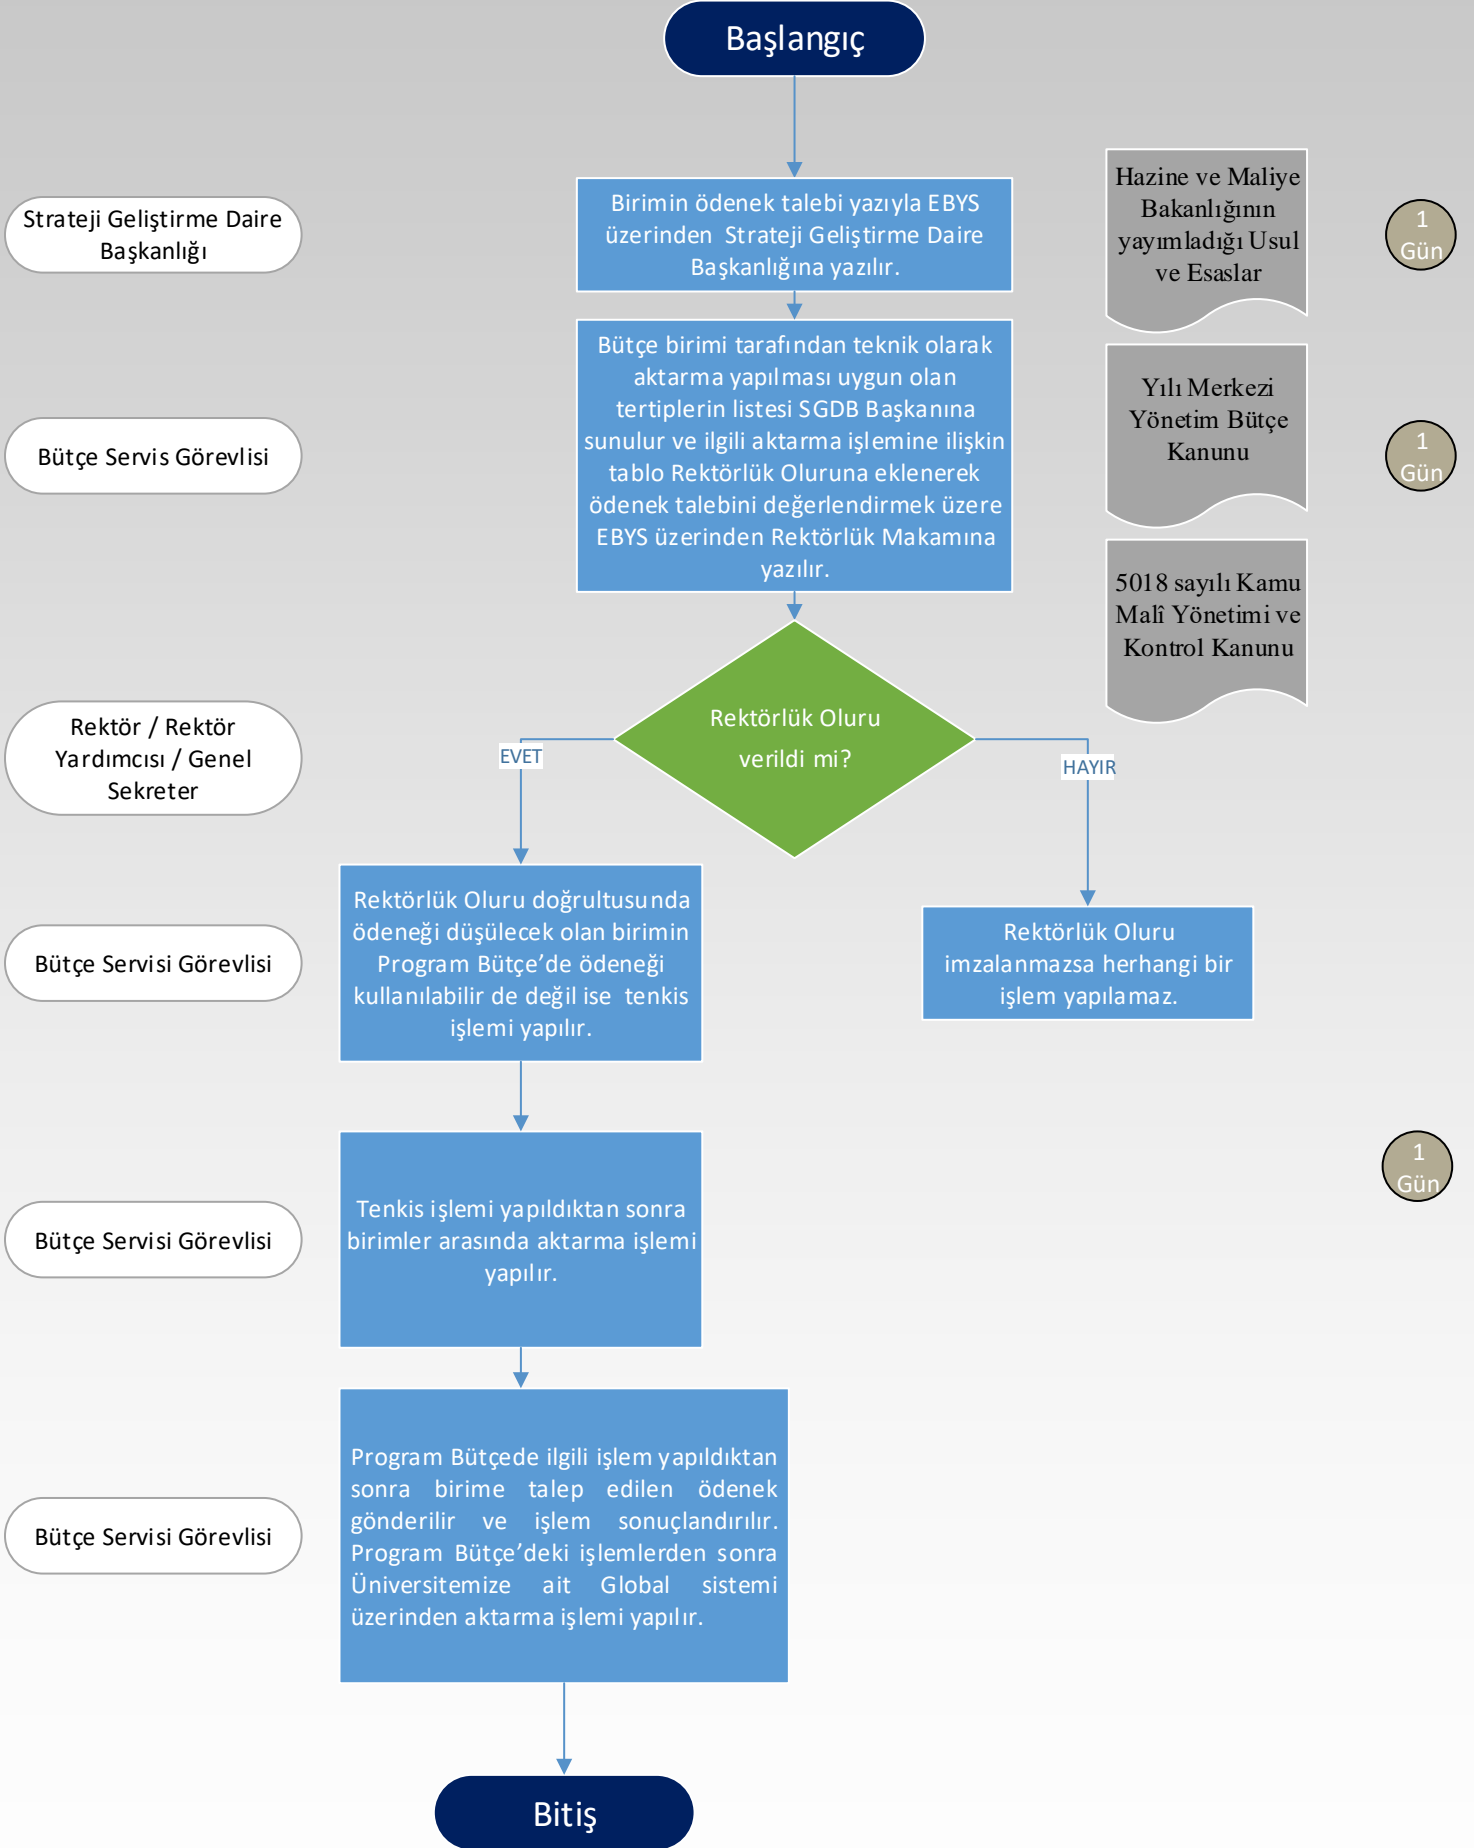 Başlangıç
Strateji Geliştirme Daire
Başkanlığı
Birimin ödenek talebi yazıyla EBYS
üzerinden Strateji Geliştirme Daire
Başkanlığına yazılır.
Hazine ve Maliye
Bakanlığının
yayımladığı Usul
ve Esaslar
1
Gün
Bütçe Servis Görevlisi
Bütçe birimi tarafından teknik olarak
aktarma yapılması uygun olan
tertiplerin listesi SGDB Başkanına
sunulur ve ilgili aktarma işlemine ilişkin
tablo Rektörlük Oluruna eklenerek
ödenek talebini değerlendirmek üzere
EBYS üzerinden Rektörlük Makamına
yazılır.
Yılı Merkezi
Yönetim Bütçe
Kanunu
1
Gün
5018 sayılı Kamu
Malî Yönetimi ve
Kontrol Kanunu
Rektör / Rektör
Yardımcısı / Genel
Sekreter
Rektörlük Oluru
verildi mi?
EVET
HAYIR
Bütçe Servisi Görevlisi
Rektörlük Oluru doğrultusunda
ödeneği düşülecek olan birimin
Program Bütçe’de ödeneği
kullanılabilir de değil ise tenkis
işlemi yapılır.
Rektörlük Oluru
imzalanmazsa herhangi bir
işlem yapılamaz.
Bütçe Servisi Görevlisi
Tenkis işlemi yapıldıktan sonra
birimler arasında aktarma işlemi
yapılır.
1
Gün
Bütçe Servisi Görevlisi
Program Bütçede ilgili işlem yapıldıktan
sonra birime talep edilen ödenek
gönderilir ve işlem sonuçlandırılır.
Program Bütçe’deki işlemlerden sonra
Üniversitemize ait Global sistemi
üzerinden aktarma işlemi yapılır.
Bitiş